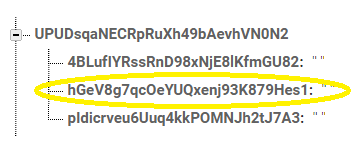 UPUDsqaNECRpRuXh49bAevhVN0N2
4BLufIYRssRnD98xNjE8lKfmGU82: " "
hGeV8g7qcOeYUQxenj93K879Hes1: " "
pIdicrveu6Uuq4kkPOMNJh2tJ7A3: " "